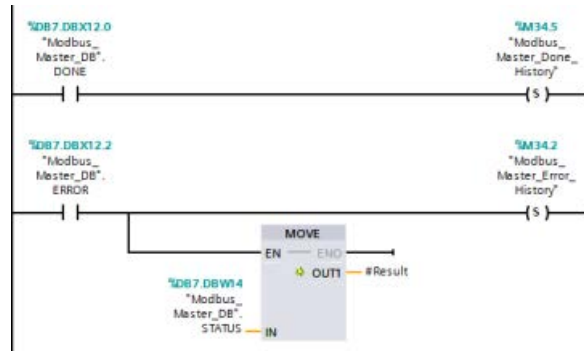 %DB7.DBX12.0
"Modbus_
Master_DB".
DONE
%M34.5
"Modbus_
Master_Done_
History"
S
%DB7.DBX12.2
"Modbus_
Master_DB".
ERROR
%M34.2
"Modbus_
Master_Error_
History"
S
MOVE
EN
ENO
OUT1
#Result
%DB7.DBW14
"Modbus_
Master_DB".
STATUS
IN